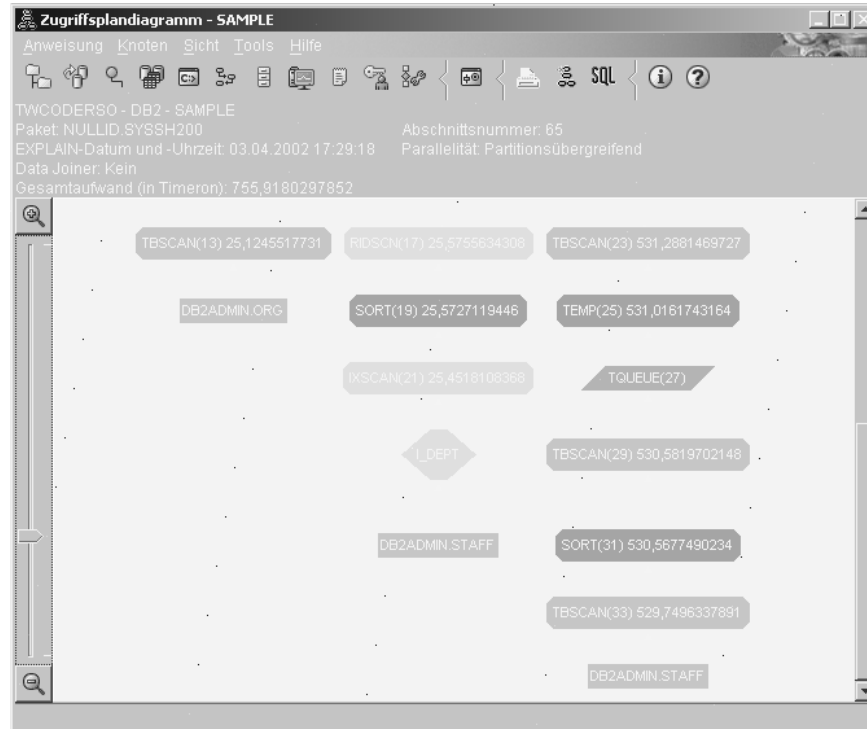 Zugriffsplandiagramm - SAMPLE
Anweisung Knoten Sicht Tools Hilfe
SQL
TWCODERSO - DB2 - SAMPLE
Paket: NULLID.SYSSH200 Abschnittsnummer: 65
EXPLAIN-Datum und -Uhrzeit: 03.04.2002 17:29:18 Parallelität: Partitionsübergreifend
Data Joiner: Kein
Gesamtaufwand (in Timeron): 755,9180297852
TBSCAN(13) 25,1245517731 RIDSCN(17) 25,5755634308 TBSCAN(23) 531,2881469727
DB2ADMIN.ORG SORT(19) 25,5727119446 TEMP(25) 531,0161743164
IXSCAN(21) 25,4518108368 TQUEUE(27)
I_DEPT TBSCAN(29) 530,5819702148
DB2ADMIN.STAFF SORT(31) 530,5677490234
TBSCAN(33) 529,7496337891
DB2ADMIN.STAFF